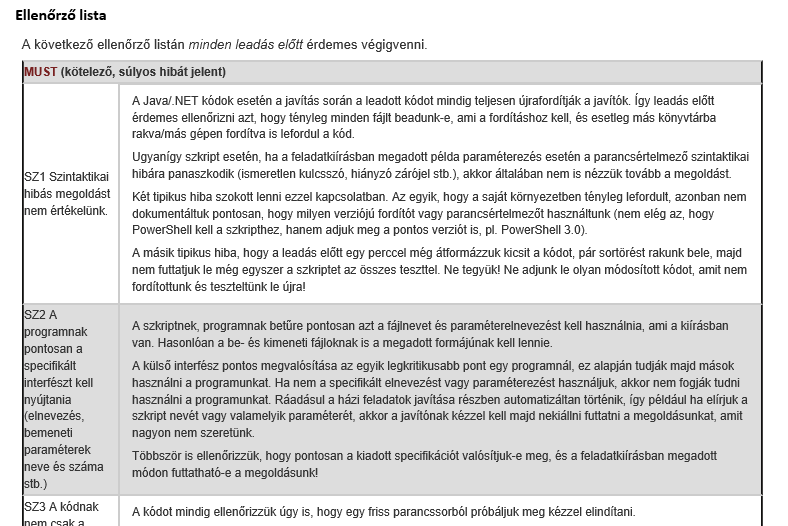 Ellenőrző lista
A következő ellenőrző listán minden leadás előtt érdemes végigvenni.
MUST (kötelező, súlyos hibát jelent)
SZ1 Szintaktikai
hibás megoldást
nem értékelünk.
A Java/.NET kódok esetén a javítás során a leadott kódot mindig teljesen újrafordítják a javítók. Így leadás előtt
érdemes ellenőrizni azt, hogy tényleg minden fájlt beadunk-e, ami a fordításhoz kell, és esetleg más könyvtárba
rakva/más gépen fordítva is lefordul a kód.
Ugyanígy szkript esetén, ha a feladatkiírásban megadott példa paraméterezés esetén a parancsértelmező szintaktikai
hibára panaszkodik (ismeretlen kulcsszó, hiányzó zárójel stb.), akkor általában nem is nézzük tovább a megoldást.
Két tipikus hiba szokott lenni ezzel kapcsolatban. Az egyik, hogy a saját környezetben tényleg lefordult, azonban nem
dokumentáltuk pontosan, hogy milyen verziójú fordítót vagy parancsértelmezőt használtunk (nem elég az, hogy
PowerShell kell a szkripthez, hanem adjuk meg a pontos verziót is, pl. PowerShell 3.0).
A másik tipikus hiba, hogy a leadás előtt egy perccel még átformázzuk kicsit a kódot, pár sortörést rakunk bele, majd
nem futtatjuk le még egyszer a szkriptet az összes teszttel. Ne tegyük! Ne adjunk le olyan módosított kódot, amit nem
fordítottunk és teszteltünk le újra!
SZ2 A
programnak
pontosan a
specifikált
interfészt kell
nyújtania
(elnevezés,
bemeneti
paraméterek
neve és száma
stb.)
A szkriptnek, programnak betűre pontosan azt a fájlnevet és paraméterelnevezést kell használnia, ami a kiírásban
van. Hasonlóan a be- és kimeneti fájloknak is a megadott formájúnak kell lennie.
A külső interfész pontos megvalósítása az egyik legkritikusabb pont egy programnál, ez alapján tudják majd mások
használni a programunkat. Ha nem a specifikált elnevezést vagy paraméterezést használjuk, akkor nem fogják tudni
használni a programunkat. Ráadásul a házi feladatok javítása részben automatizáltan történik, így például ha elírjuk a
szkript nevét vagy valamelyik paraméterét, akkor a javítónak kézzel kell majd nekiállni futtatni a megoldásunkat, amit
nagyon nem szeretünk.
Többször is ellenőrizzük, hogy pontosan a kiadott specifikációt valósítjuk-e meg, és a feladatkiírásban megadott
módon futtatható-e a megoldásunk!
SZ3 A kódnak
nem csak a
A kódot mindig ellenőrizzük úgy is, hogy egy friss parancssorból próbáljuk meg kézzel elindítani.